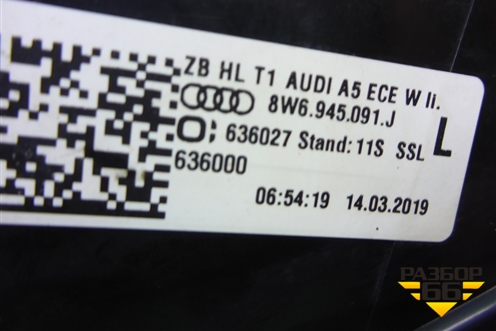 ZB HL T1 AUDI A5 ECE W li.
8W6.945.091.J
636027 Stand: 11S SSL L
636000
06:54:19 14.03.2019
РАЗБОР
66